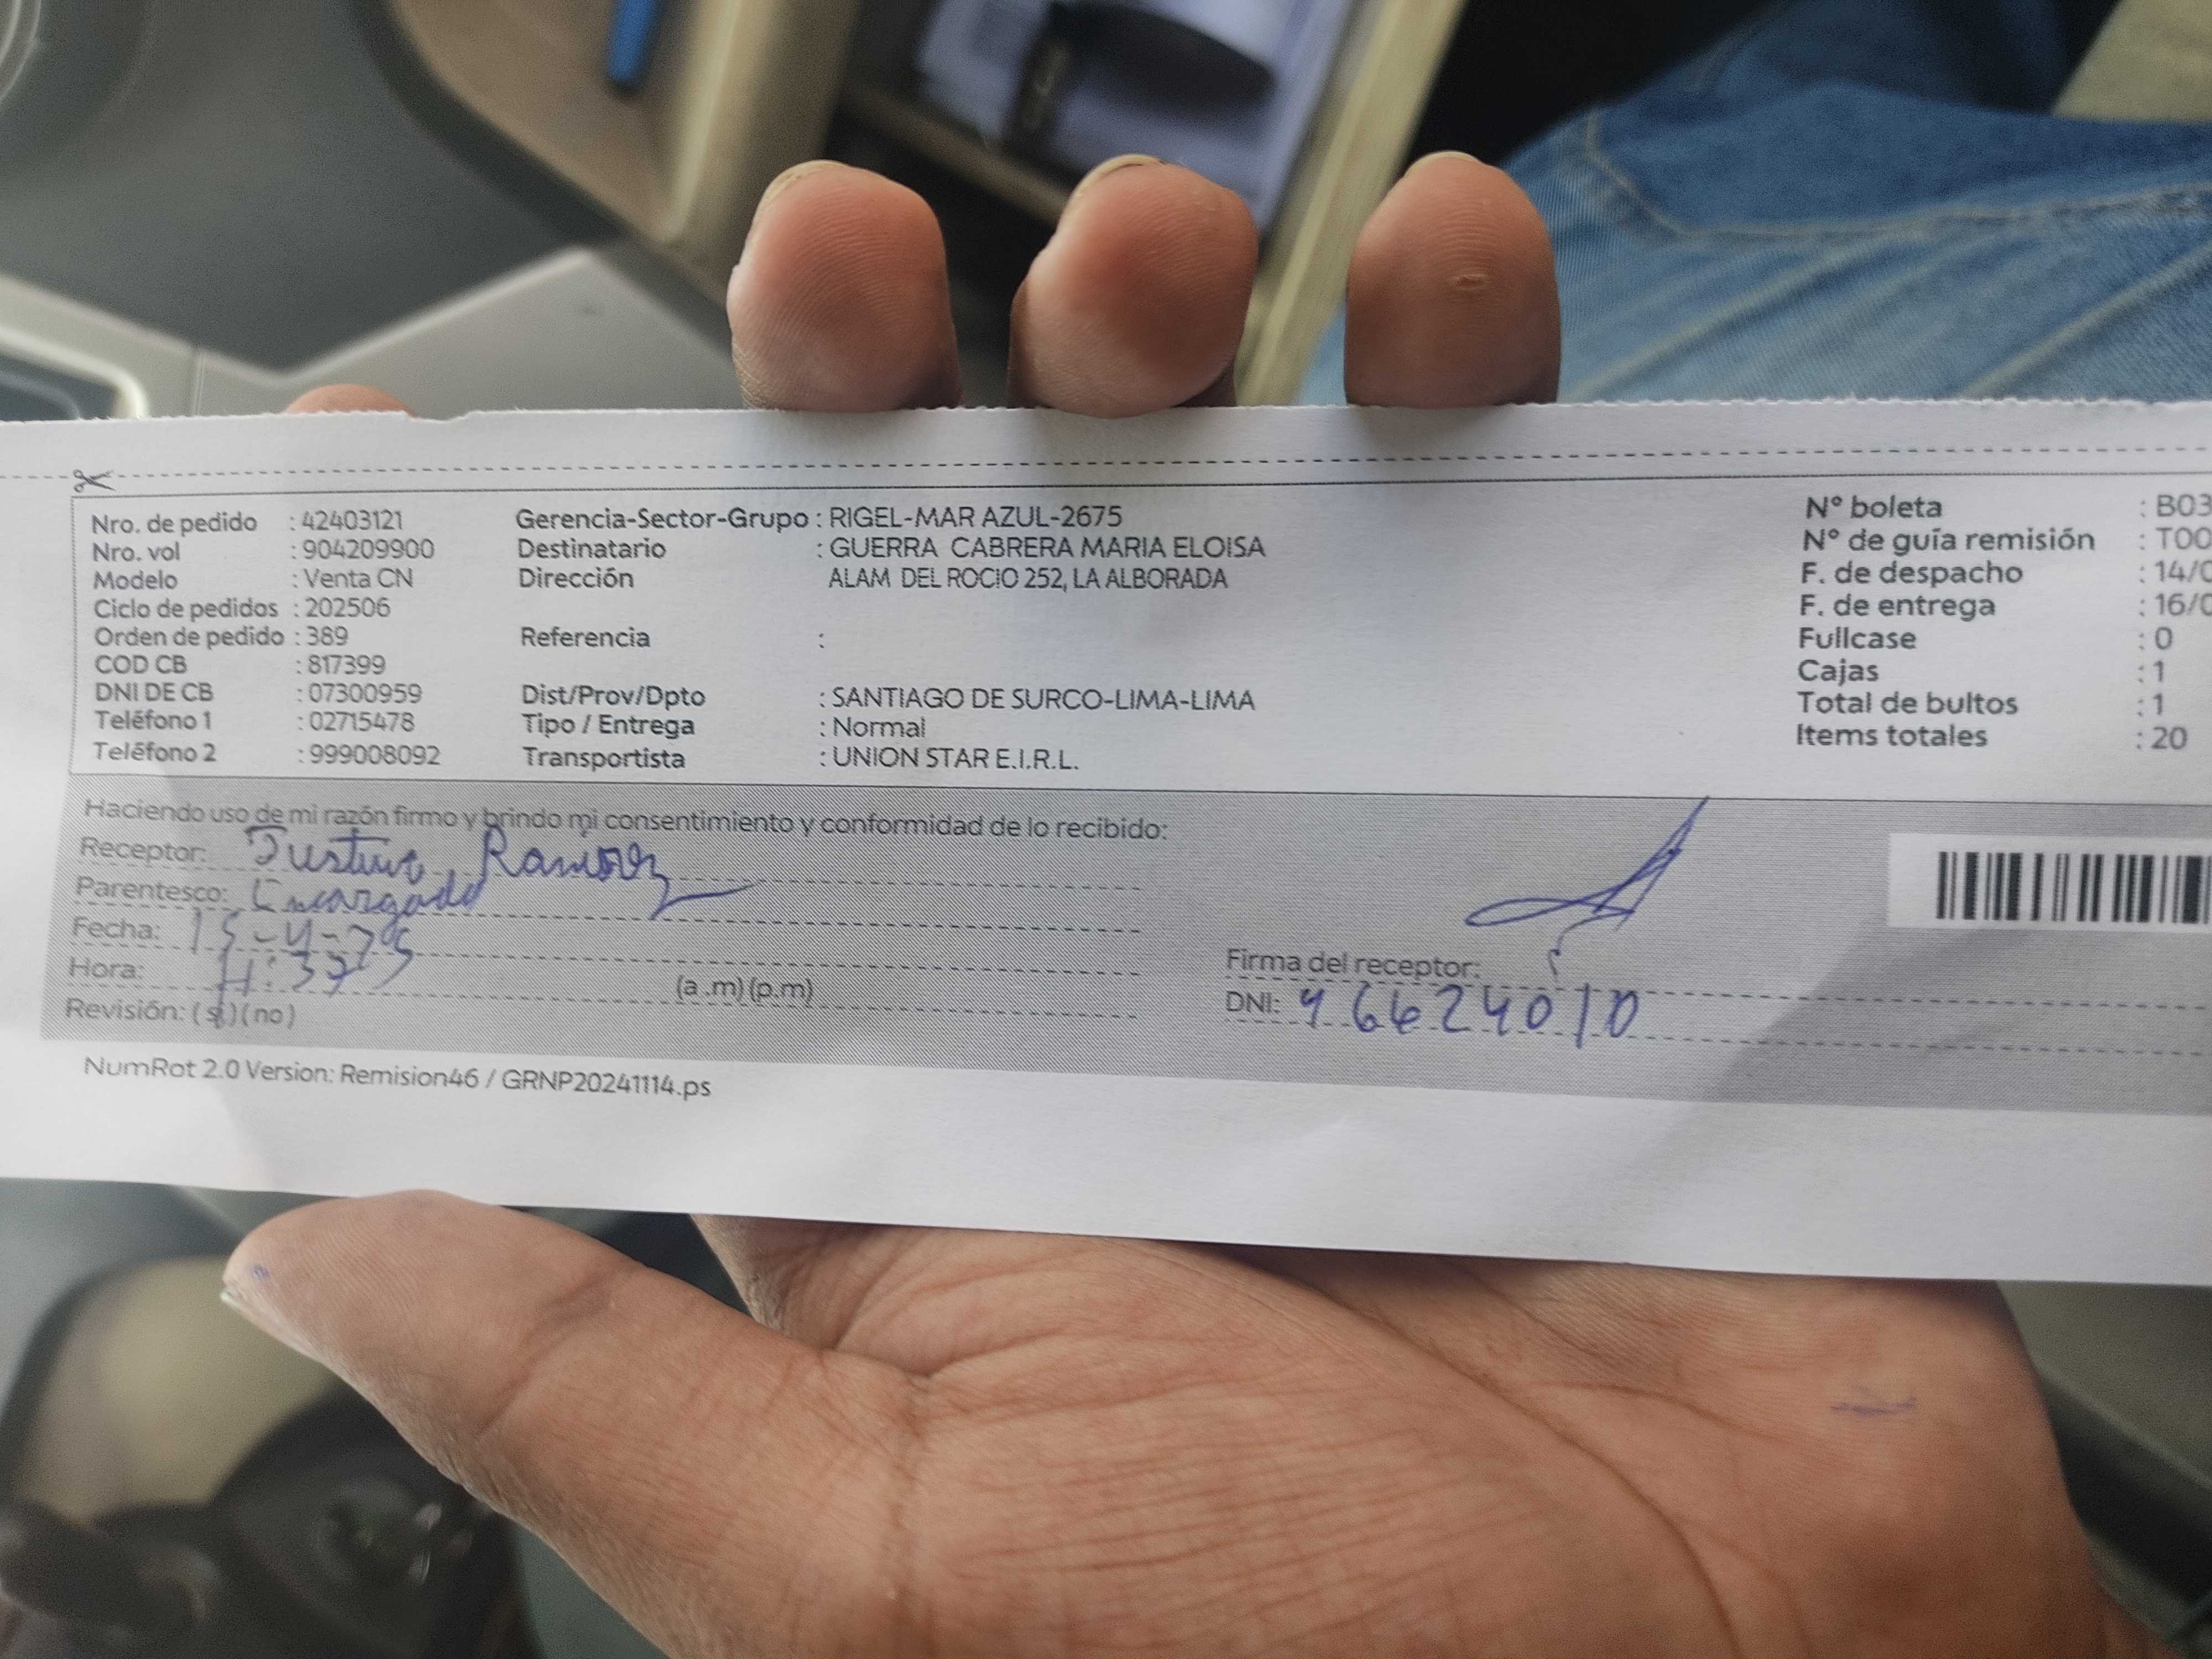 Nro. de pedido : 42403121
Nro. vol : 904209900
Modelo : Venta CN
Ciclo de pedidos : 202506
Orden de pedido : 389
COD CB : 817399
DNI DE CB : 07300959
Teléfono 1 : 02715478
Teléfono 2 : 999008092
Gerencia-Sector-Grupo : RIGEL-MAR AZUL-2675
Destinatario : GUERRA CABRERA MARIA ELOISA
Dirección ALAM DEL ROCIO 252, LA ALBORADA
Referencia :
Dist/Prov/Dpto : SANTIAGO DE SURCO-LIMA-LIMA
Tipo / Entrega : Normal
Transportista : UNION STAR E.I.R.L.
Nº boleta : B03
Nº de guía remisión : T00
F. de despacho : 14/0
F. de entrega : 16/0
Fullcase : 0
Cajas : 1
Total de bultos : 1
Items totales : 20
Haciendo uso de mi razón firmo y brindo mi consentimiento y conformidad de lo recibido:
Receptor:
Parentesco: Encargado
Fecha: 15-4-25
Hora: (a.m) (p.m)
Revisión: (si) (no)
Firma del receptor:
DNI:
NumRot 2.0 Version: Remision46 / GRNP20241114.ps